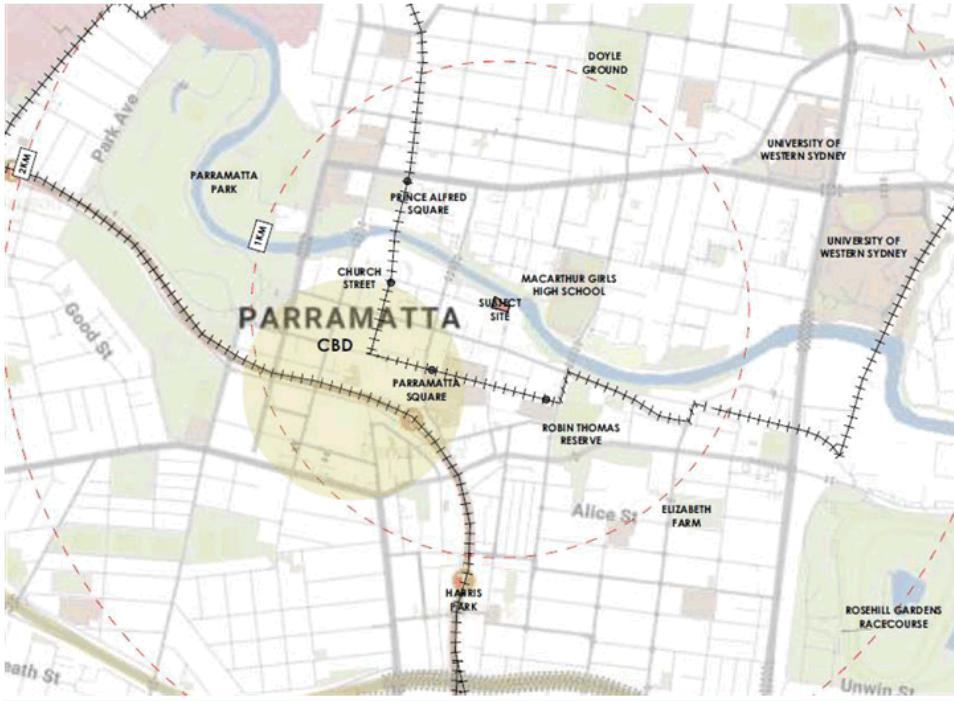 DOYLE
GROUND
Park Ave
UNIVERSITY OF
WESTERN SYDNEY
2KM
PARRAMATTA
PARK
PRINCE ALFRED
SQUARE
1KM
UNIVERSITY OF
WESTERN SYDNEY
CHURCH
STREET
MACARTHUR GIRLS
HIGH SCHOOL
SUBJECT
SITE
Good St
PARRAMATTA
CBD
PARRAMATTA
SQUARE
ROBIN THOMAS
RESERVE
Alice St
ELIZABETH
FARM
HARRIS
PARK
ROSEHILL GARDENS
RACECOURSE
eath St
Unwin St